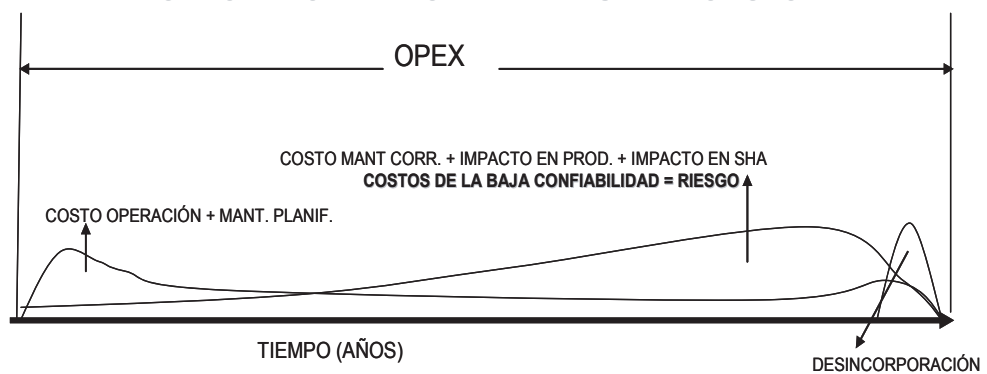 OPEX
COSTO MANT CORR. + IMPACTO EN PROD. + IMPACTO EN SHA
COSTOS DE LA BAJA CONFIABILIDAD = RIESGO
COSTO OPERACIÓN + MANT. PLANIF.
TIEMPO (AÑOS)
DESINCORPORACIÓN